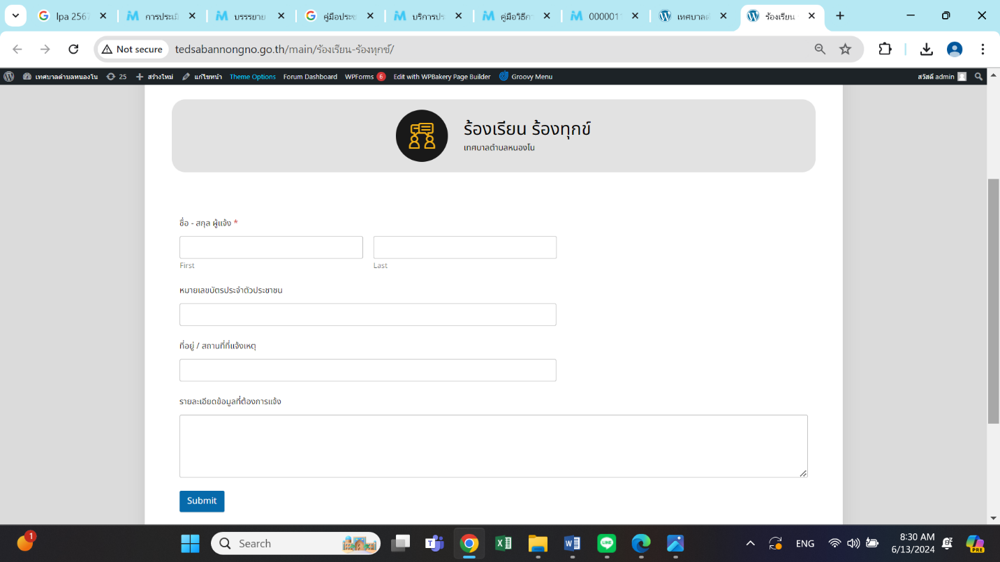 lpa 2567
การประเมิ
บรรยาย
คู่มือประช
บริการปร
คู่มือวิธีกา
000001
เทศบาลต
ร้องเรียน
Not secure
tedsabannongno.go.th/main/ร้องเรียน-ร้องทุกข์/
เทศบาลตำบลหนองโน 25 สร้างใหม่ แก้ไขหน้า Theme Options Forum Dashboard WPForms 6 Edit with WPBakery Page Builder Groovy Menu สวัสดี admin
ร้องเรียน ร้องทุกข์
เทศบาลตำบลหนองโน
ชื่อ - สกุล ผู้แจ้ง *
First Last
หมายเลขบัตรประจำตัวประชาชน
ที่อยู่ / สถานที่ที่แจ้งเหตุ
รายละเอียดข้อมูลที่ต้องการแจ้ง
Submit
1
Search
ENG
8:30 AM
6/13/2024
PRE